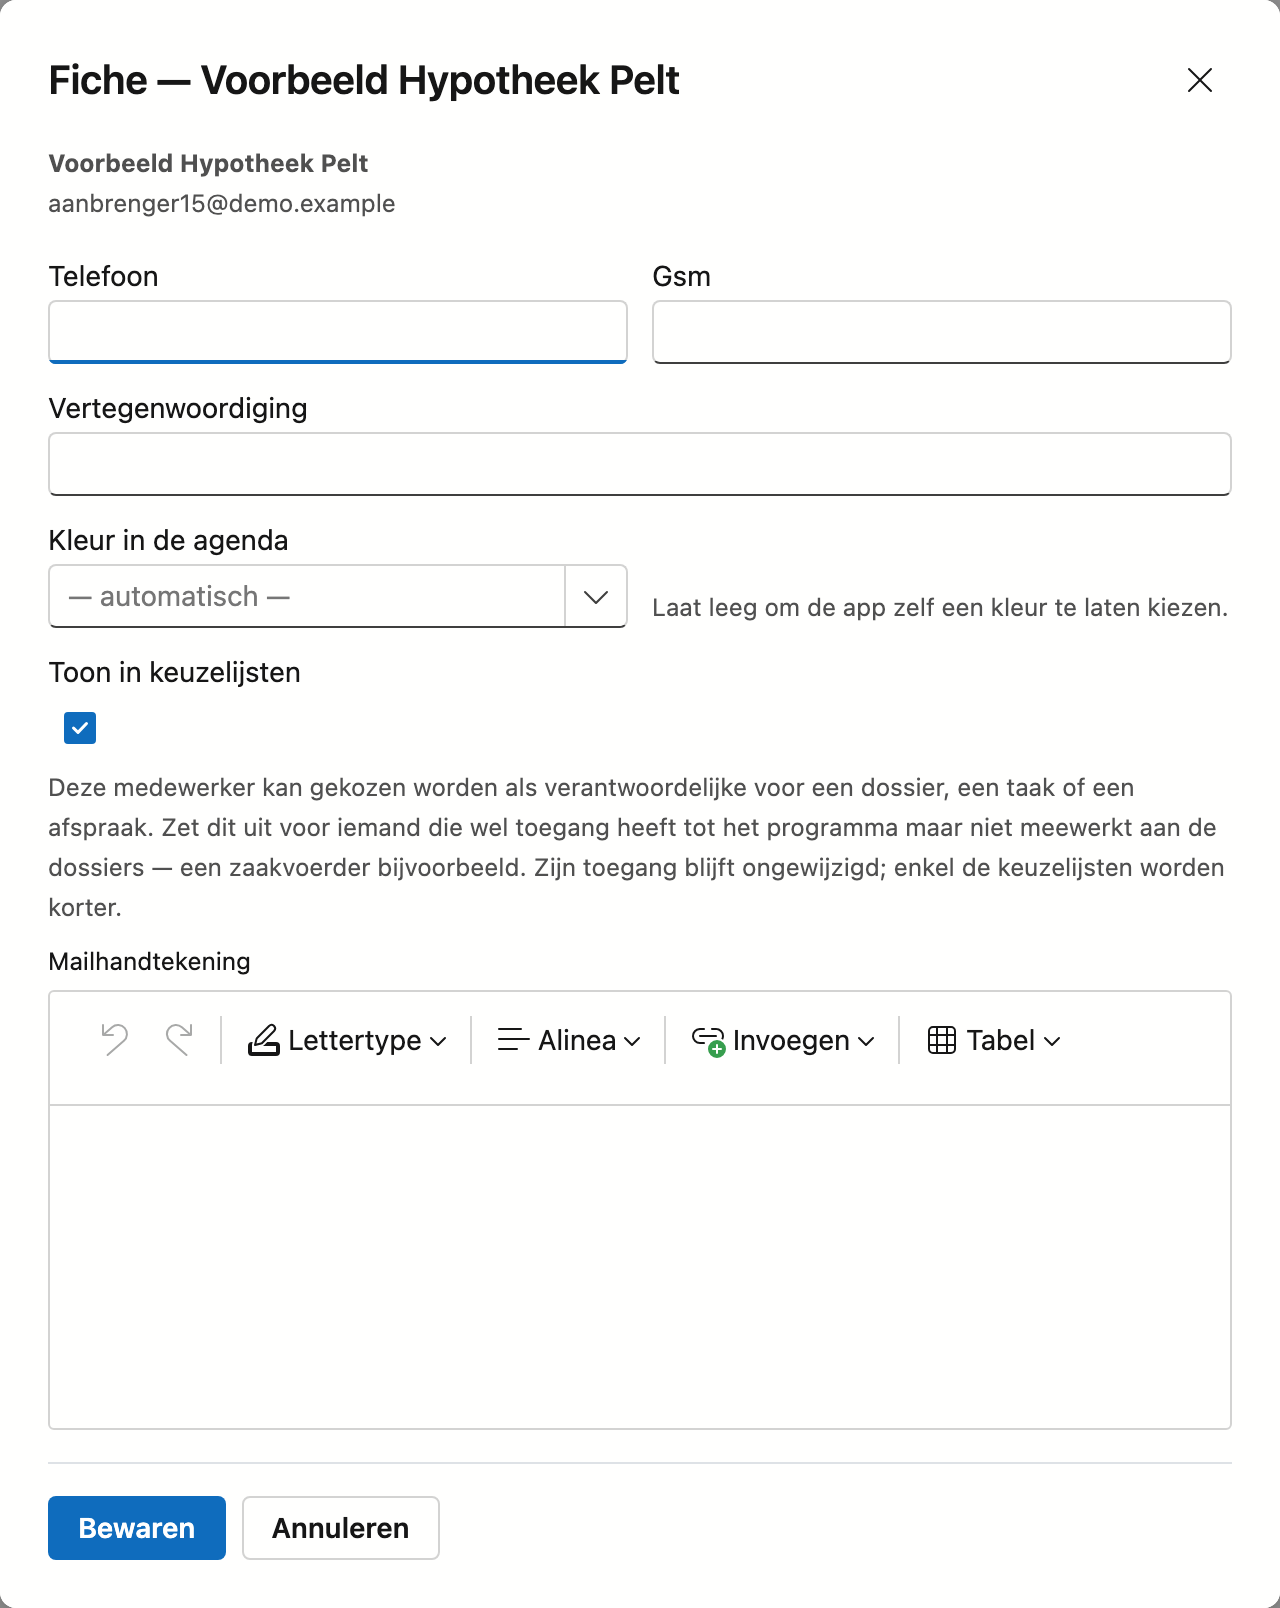 Fiche — Voorbeeld Hypotheek Pelt
Voorbeeld Hypotheek Pelt
aanbrenger15@demo.example
Telefoon
Gsm
Vertegenwoordiging
Kleur in de agenda
— automatisch —
Laat leeg om de app zelf een kleur te laten kiezen.
Toon in keuzelijsten
Deze medewerker kan gekozen worden als verantwoordelijke voor een dossier, een taak of een
afspraak. Zet dit uit voor iemand die wel toegang heeft tot het programma maar niet meewerkt aan de
dossiers — een zaakvoerder bijvoorbeeld. Zijn toegang blijft ongewijzigd; enkel de keuzelijsten worden
korter.
Mailhandtekening
Lettertype
Alinea
Invoegen
Tabel
Bewaren
Annuleren